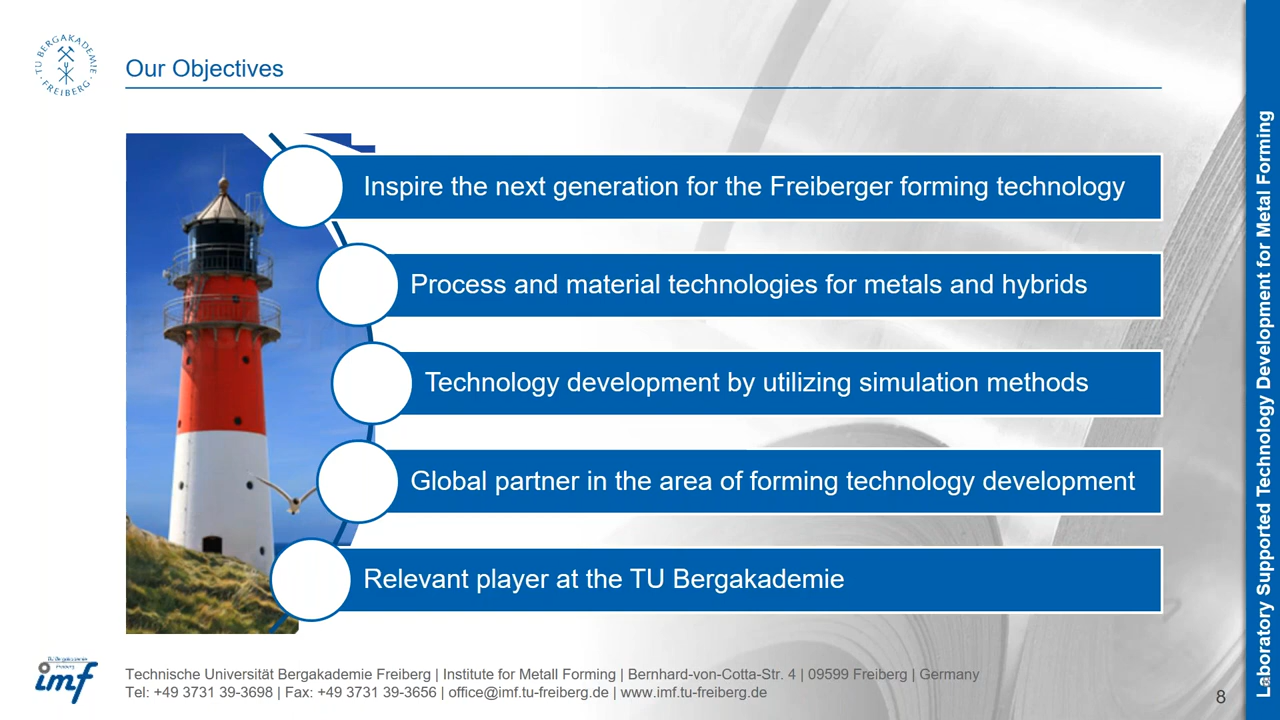 TU BERGAKADEMIE FREIBERG
Our Objectives
Inspire the next generation for the Freiberger forming technology
Process and material technologies for metals and hybrids
Technology development by utilizing simulation methods
Global partner in the area of forming technology development
Relevant player at the TU Bergakademie
Laboratory Supported Technology Development for Metal Forming
imf
Technische Universität Bergakademie Freiberg | Institute for Metall Forming | Bernhard-von-Cotta-Str. 4 | 09599 Freiberg | Germany
Tel: +49 3731 39-3698 | Fax: +49 3731 39-3656 | office@imf.tu-freiberg.de | www.imf.tu-freiberg.de
8